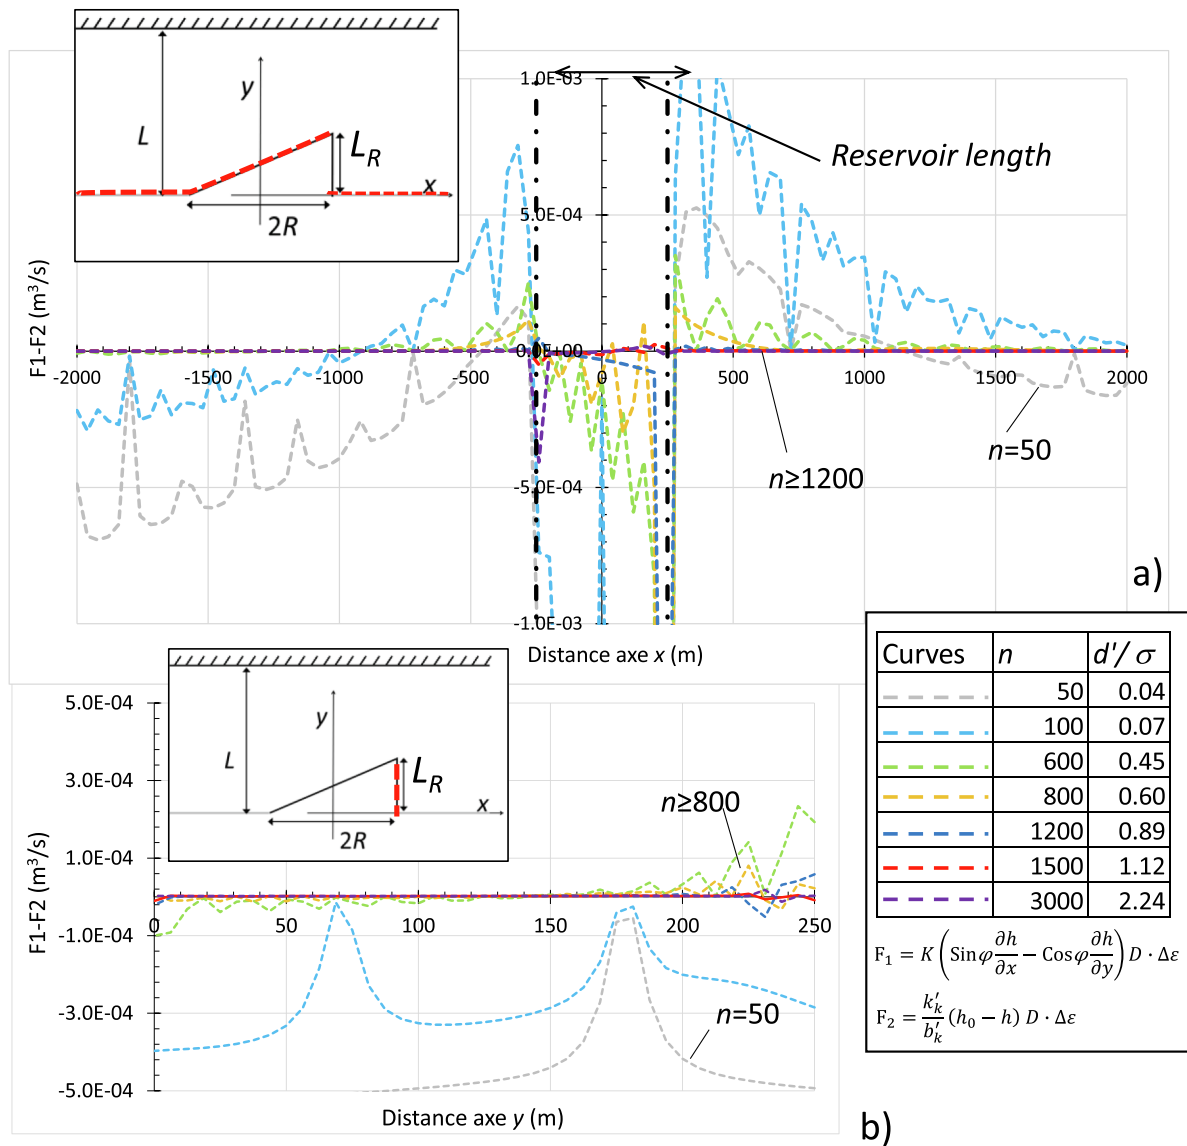 L
y
L_R
x
2R
1.0E-03
Reservoir length
5.0E-04
F1-F2 (m³/s)
0.0E+00
-2000 -1500 -1000 -500 0 500 1000 1500 2000
n=50
n≥1200
-5.0E-04
a)
-1.0E-03
Distance axe x (m)
L
y
L_R
x
2R
5.0E-04
3.0E-04
n≥800
1.0E-04
F1-F2 (m³/s)
0 50 100 150 200 250
-1.0E-04
-3.0E-04
n=50
-5.0E-04
Distance axe y (m)
b)
Curves n d'/ σ
50 0.04
100 0.07
600 0.45
800 0.60
1200 0.89
1500 1.12
3000 2.24
F₁ = K (Sinφ ∂h/∂x − Cosφ ∂h/∂y) D · Δε
F₂ = k′_k/b′_k (h₀ − h) D · Δε